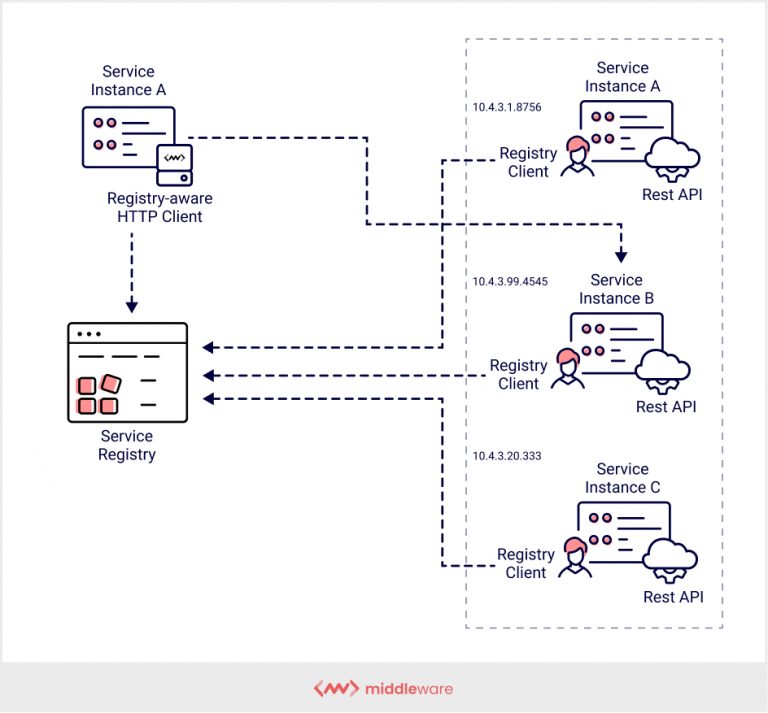 Service
Instance A
Registry-aware
HTTP Client
Service
Registry
10.4.3.1.8756
Service
Instance A
Registry
Client
Rest API
10.4.3.99.4545
Service
Instance B
Registry
Client
Rest API
10.4.3.20.333
Service
Instance C
Registry
Client
Rest API
middleware